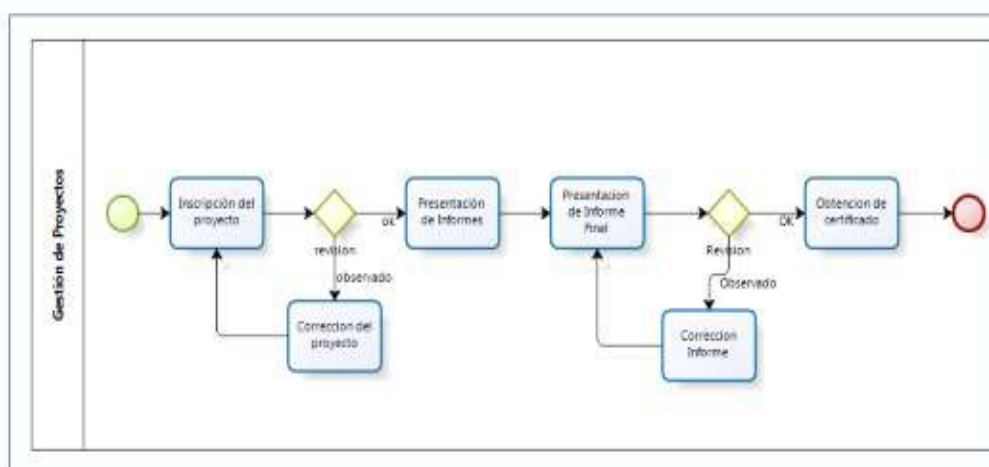 Gestión de Proyectos
Inscripción del
proyecto
revision
ok
observado
Correccion del
proyecto
Presentación
de Informes
Presentacion
de Informe
Final
Revision
OK
Observado
Correccion
Informe
Obtencion de
certificado